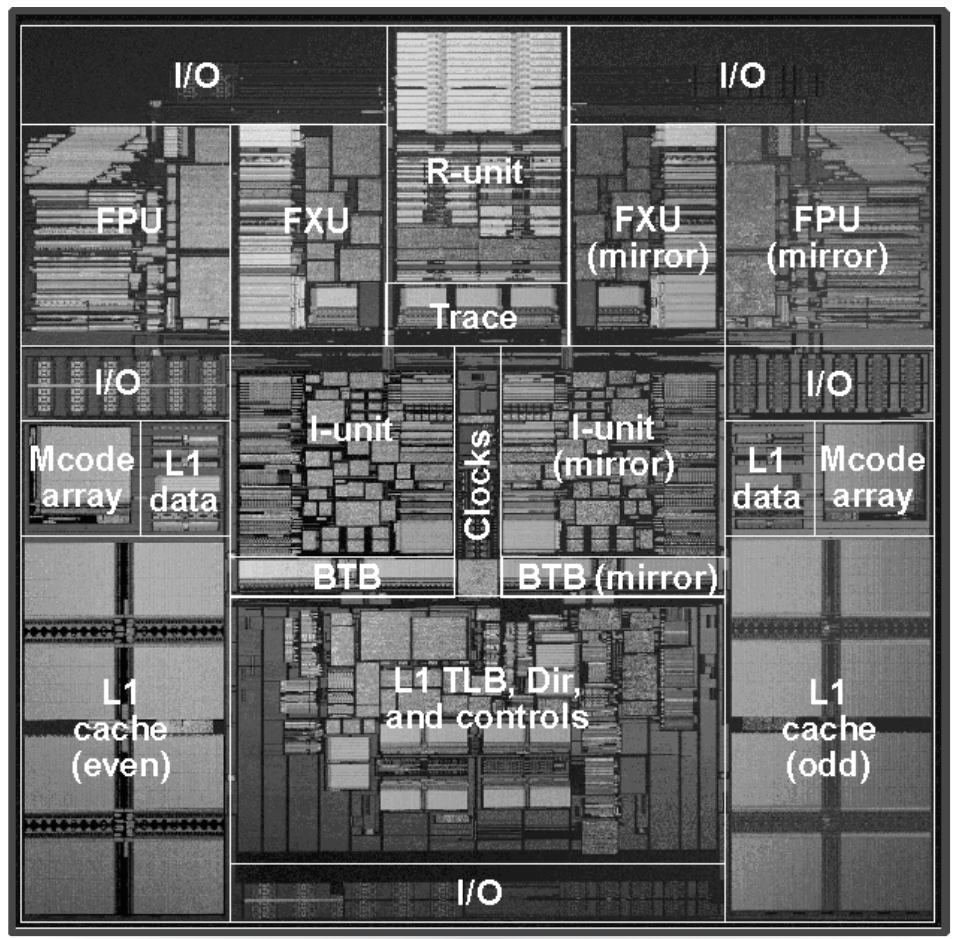 I/O
I/O
R-unit
FPU
FXU
FXU
(mirror)
FPU
(mirror)
Trace
I/O
I/O
I-unit
I-unit
(mirror)
Clocks
Mcode
array
L1
data
L1
data
Mcode
array
BTB
BTB (mirror)
L1 TLB, Dir,
and controls
L1
cache
(even)
L1
cache
(odd)
I/O